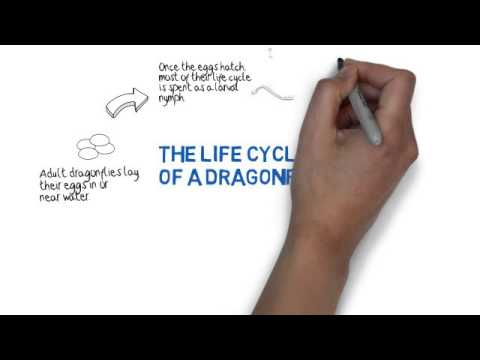 Once the eggs hatch
most of their life cycle
is spent as a larval
nymph.
THE LIFE CYCL
OF A DRAGONF
Adult dragonflies lay
their eggs in or
near water.